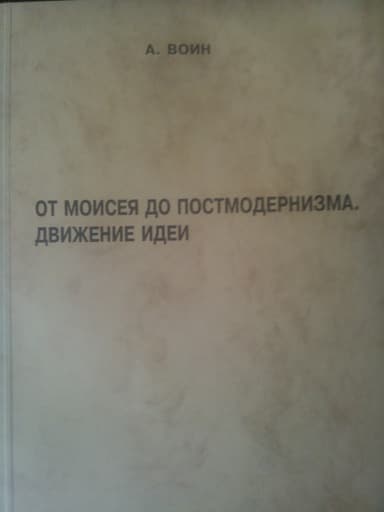 А. ВОИН
ОТ МОИСЕЯ ДО ПОСТМОДЕРНИЗМА.
ДВИЖЕНИЕ ИДЕИ